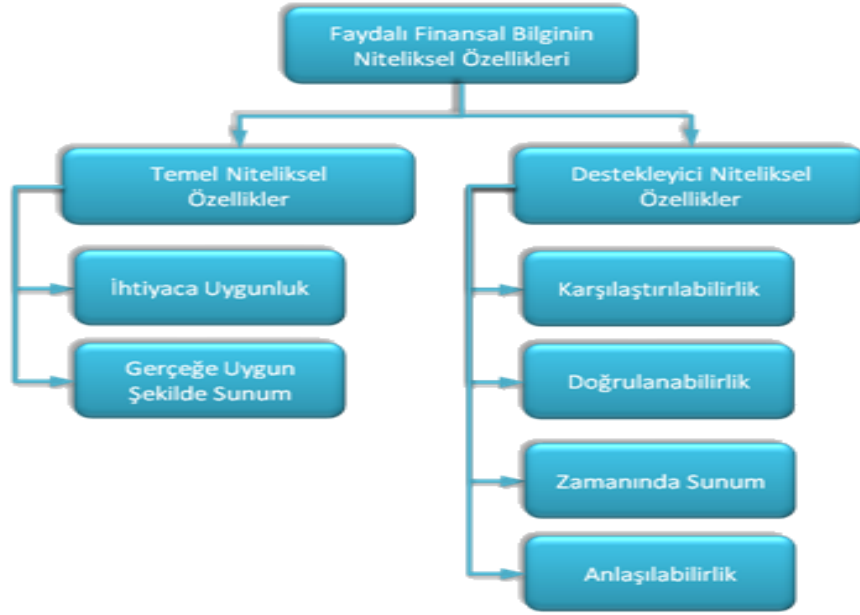 Faydalı Finansal Bilginin
Niteliksel Özellikleri
Temel Niteliksel
Özellikler
İhtiyaca Uygunluk
Gerçeğe Uygun
Şekilde Sunum
Destekleyici Niteliksel
Özellikler
Karşılaştırılabilirlik
Doğrulanabilirlik
Zamanında Sunum
Anlaşılabilirlik